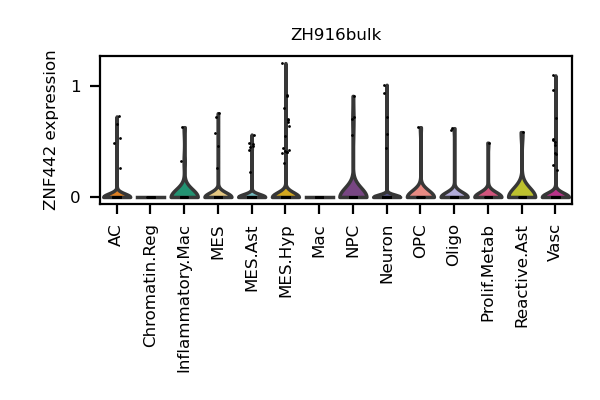 ZH916bulk
ZNF442 expression
1
0
AC
Chromatin.Reg
Inflammatory.Mac
MES
MES.Ast
MES.Hyp
Mac
NPC
Neuron
OPC
Oligo
Prolif.Metab
Reactive.Ast
Vasc